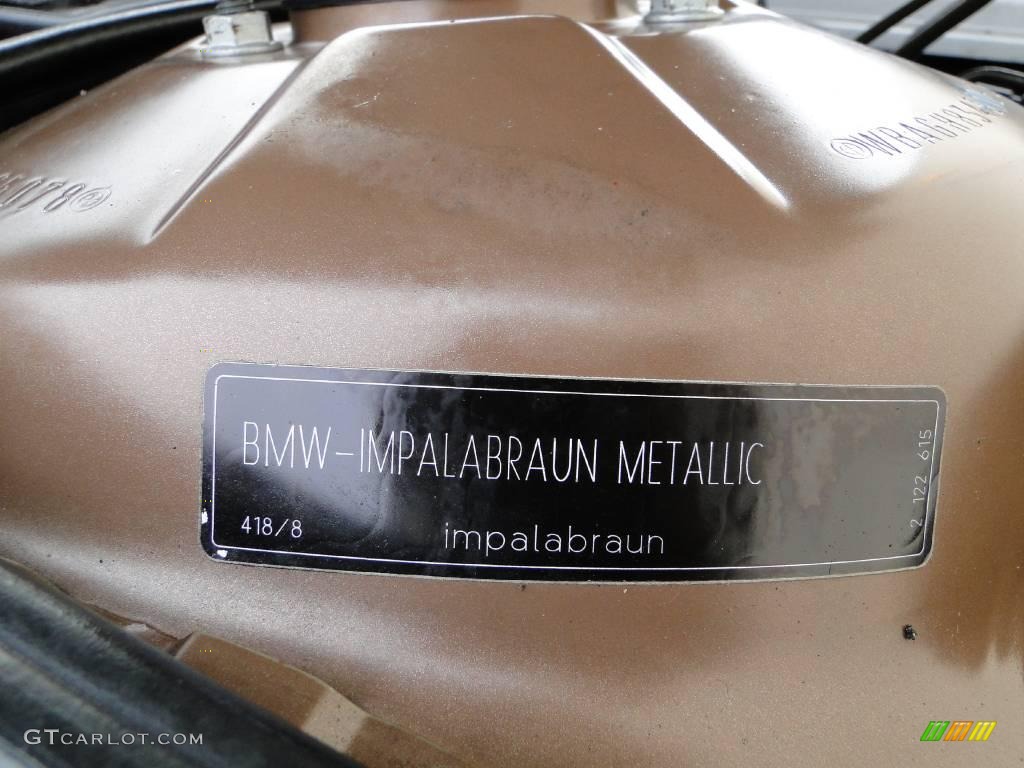 BMW-IMPALABRAUN METALLIC
418/8
impalabraun
2 122 615
GTCARLOT.COM